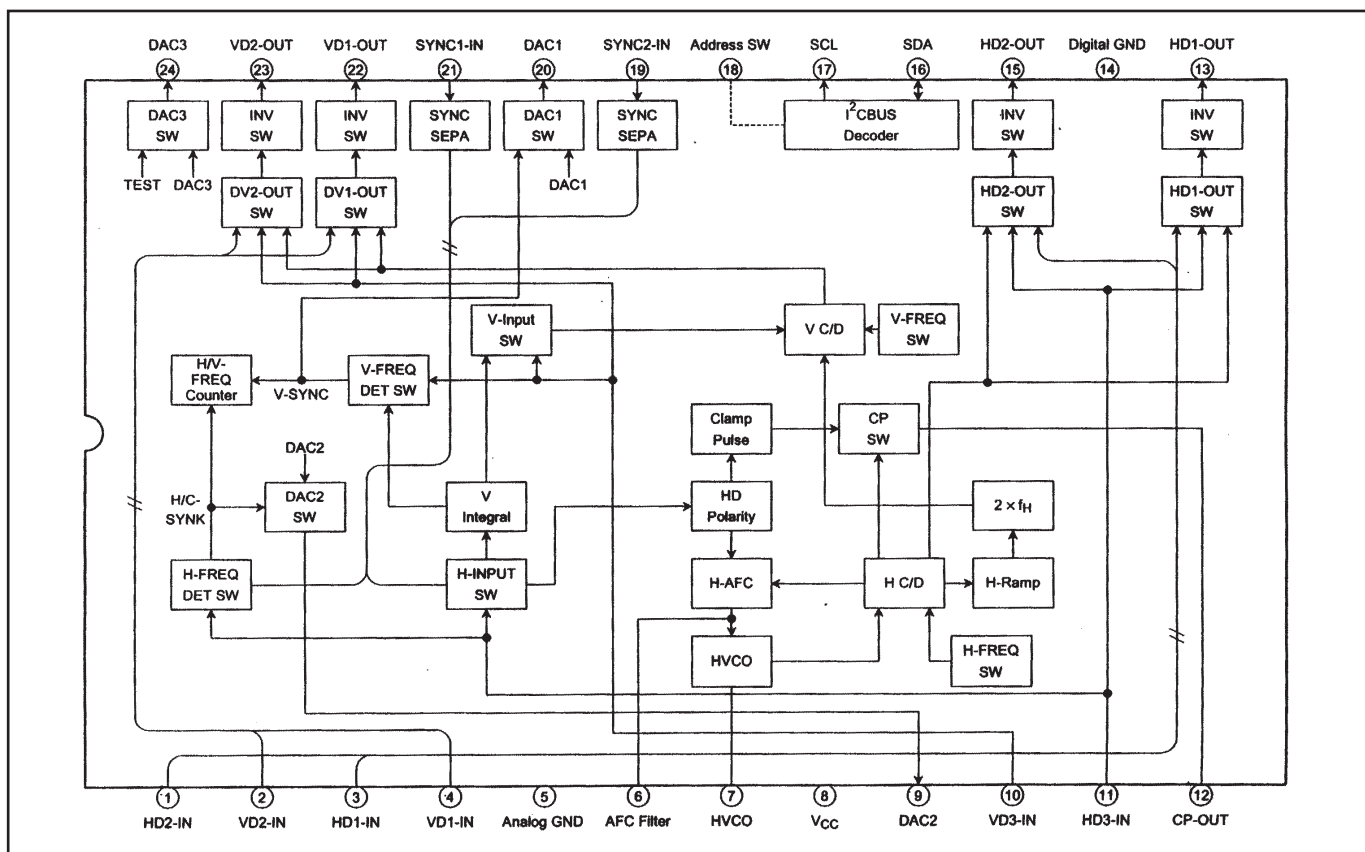 DAC3 VD2-OUT VD1-OUT SYNC1-IN DAC1 SYNC2-IN Address SW SCL SDA HD2-OUT Digital GND HD1-OUT
24 23 22 21 20 19 18 17 16 15 14 13
DAC3 SW
INV SW
INV SW
SYNC SEPA
DAC1 SW
SYNC SEPA
I2CBUS Decoder
INV SW
INV SW
TEST DAC3
DAC1
DV2-OUT SW
DV1-OUT SW
HD2-OUT SW
HD1-OUT SW
V-Input SW
V C/D
V-FREQ SW
H/V-FREQ Counter
V-SYNC
V-FREQ DET SW
Clamp Pulse
CP SW
DAC2
H/C-SYNK
DAC2 SW
V Integral
HD Polarity
2 × fH
H-FREQ DET SW
H-INPUT SW
H-AFC
H C/D
H-Ramp
HVCO
H-FREQ SW
1 2 3 4 5 6 7 8 9 10 11 12
HD2-IN VD2-IN HD1-IN VD1-IN Analog GND AFC Filter HVCO VCC DAC2 VD3-IN HD3-IN CP-OUT